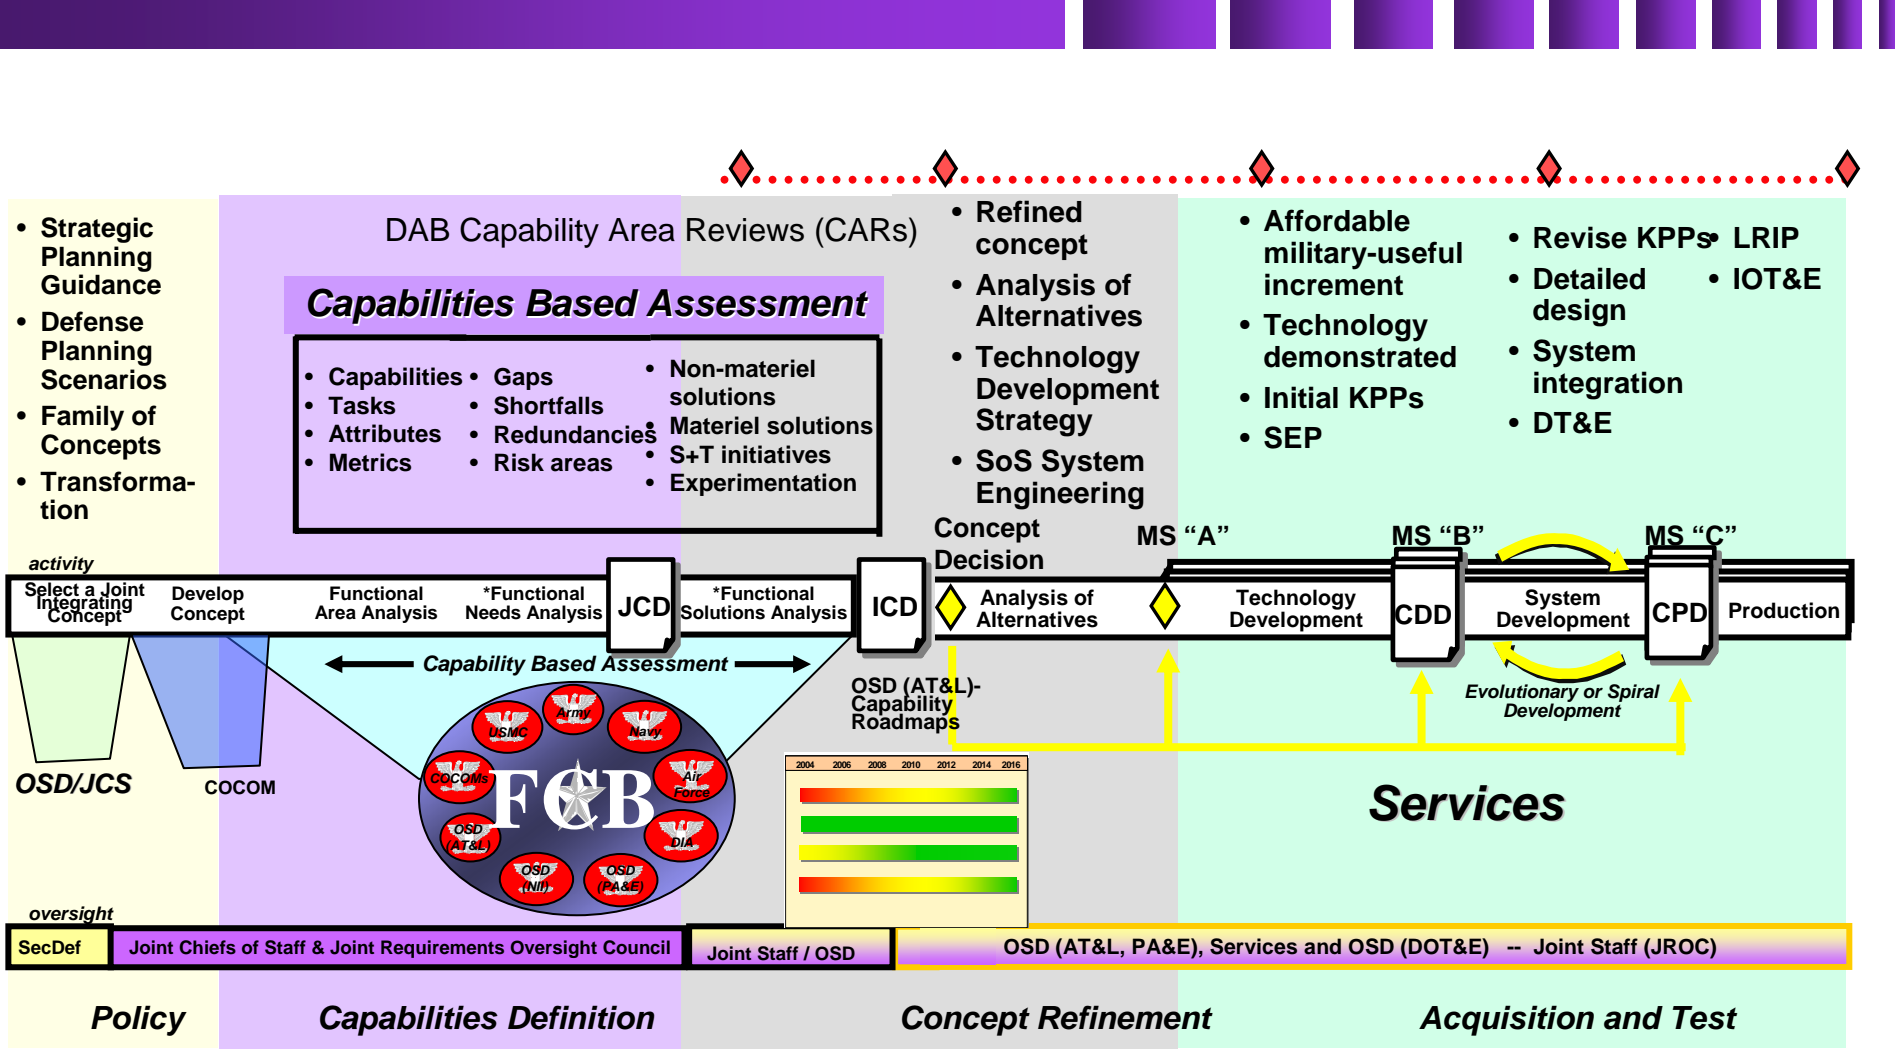 DAB Capability Area Reviews (CARs)
• Strategic
Planning
Guidance
• Defense
Planning
Scenarios
• Family of
Concepts
• Transforma-
tion
Capabilities Based Assessment
• Capabilities
• Tasks
• Attributes
• Metrics
• Gaps
• Shortfalls
• Redundancies
• Risk areas
• Non-materiel
solutions
• Materiel solutions
• S+T initiatives
• Experimentation
• Refined
concept
• Analysis of
Alternatives
• Technology
Development
Strategy
• SoS System
Engineering
• Affordable
military-useful
increment
• Technology
demonstrated
• Initial KPPs
• SEP
• Revise KPPs
• Detailed
design
• System
integration
• DT&E
• LRIP
• IOT&E
Concept
Decision
MS “A”
MS “B”
MS “C”
activity
Select a Joint
Integrating
Concept
Develop
Concept
Functional
Area Analysis
*Functional
Needs Analysis
JCD
*Functional
Solutions Analysis
ICD
Analysis of
Alternatives
Technology
Development
CDD
System
Development
CPD
Production
Capability Based Assessment
OSD (AT&L)-
Capability
Roadmaps
Evolutionary or Spiral
Development
OSD/JCS
COCOM
FCB
Army
USMC
Navy
COCOMs
Air
Force
OSD
(AT&L)
DIA
OSD
(NII)
OSD
(PA&E)
2004 2006 2008 2010 2012 2014 2016
Services
oversight
SecDef
Joint Chiefs of Staff & Joint Requirements Oversight Council
Joint Staff / OSD
OSD (AT&L, PA&E), Services and OSD (DOT&E) -- Joint Staff (JROC)
Policy
Capabilities Definition
Concept Refinement
Acquisition and Test